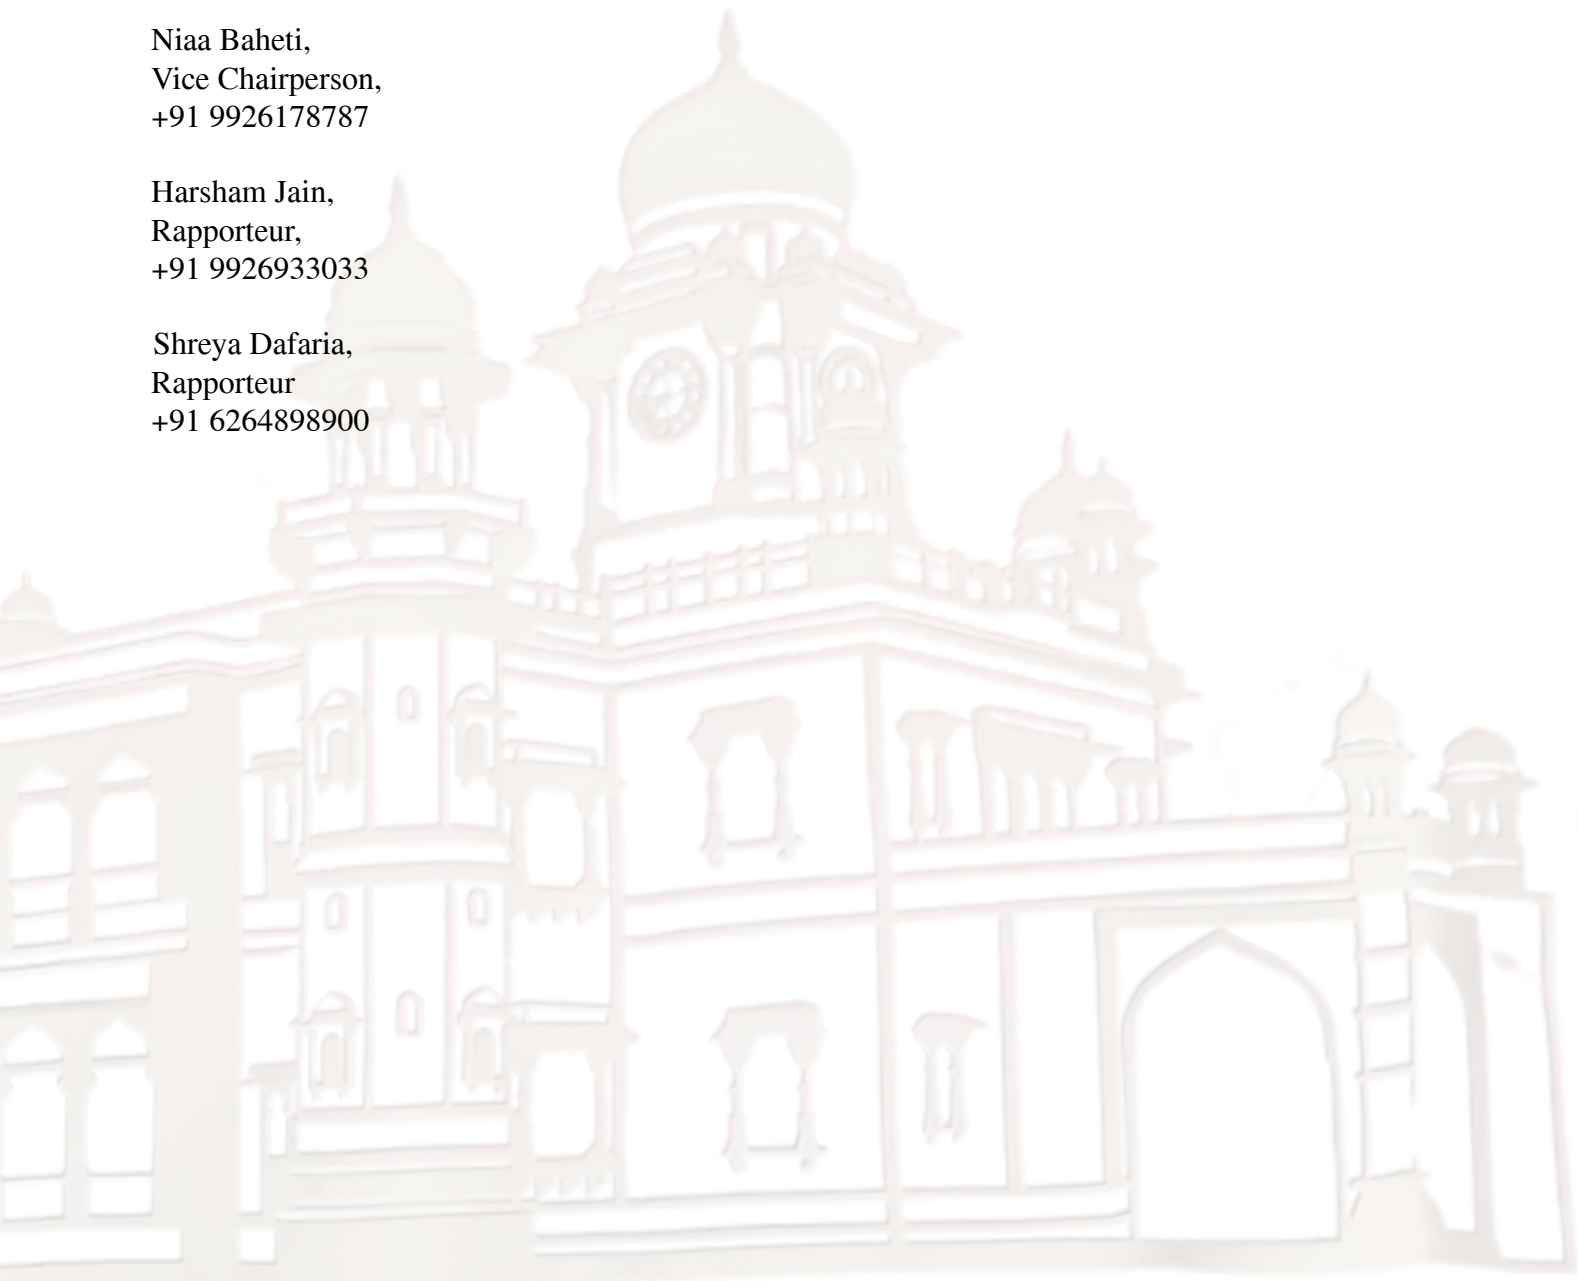 Niaa Baheti,
Vice Chairperson,
+91 9926178787
Harsham Jain,
Rapporteur,
+91 9926933033
Shreya Dafaria,
Rapporteur
+91 6264898900